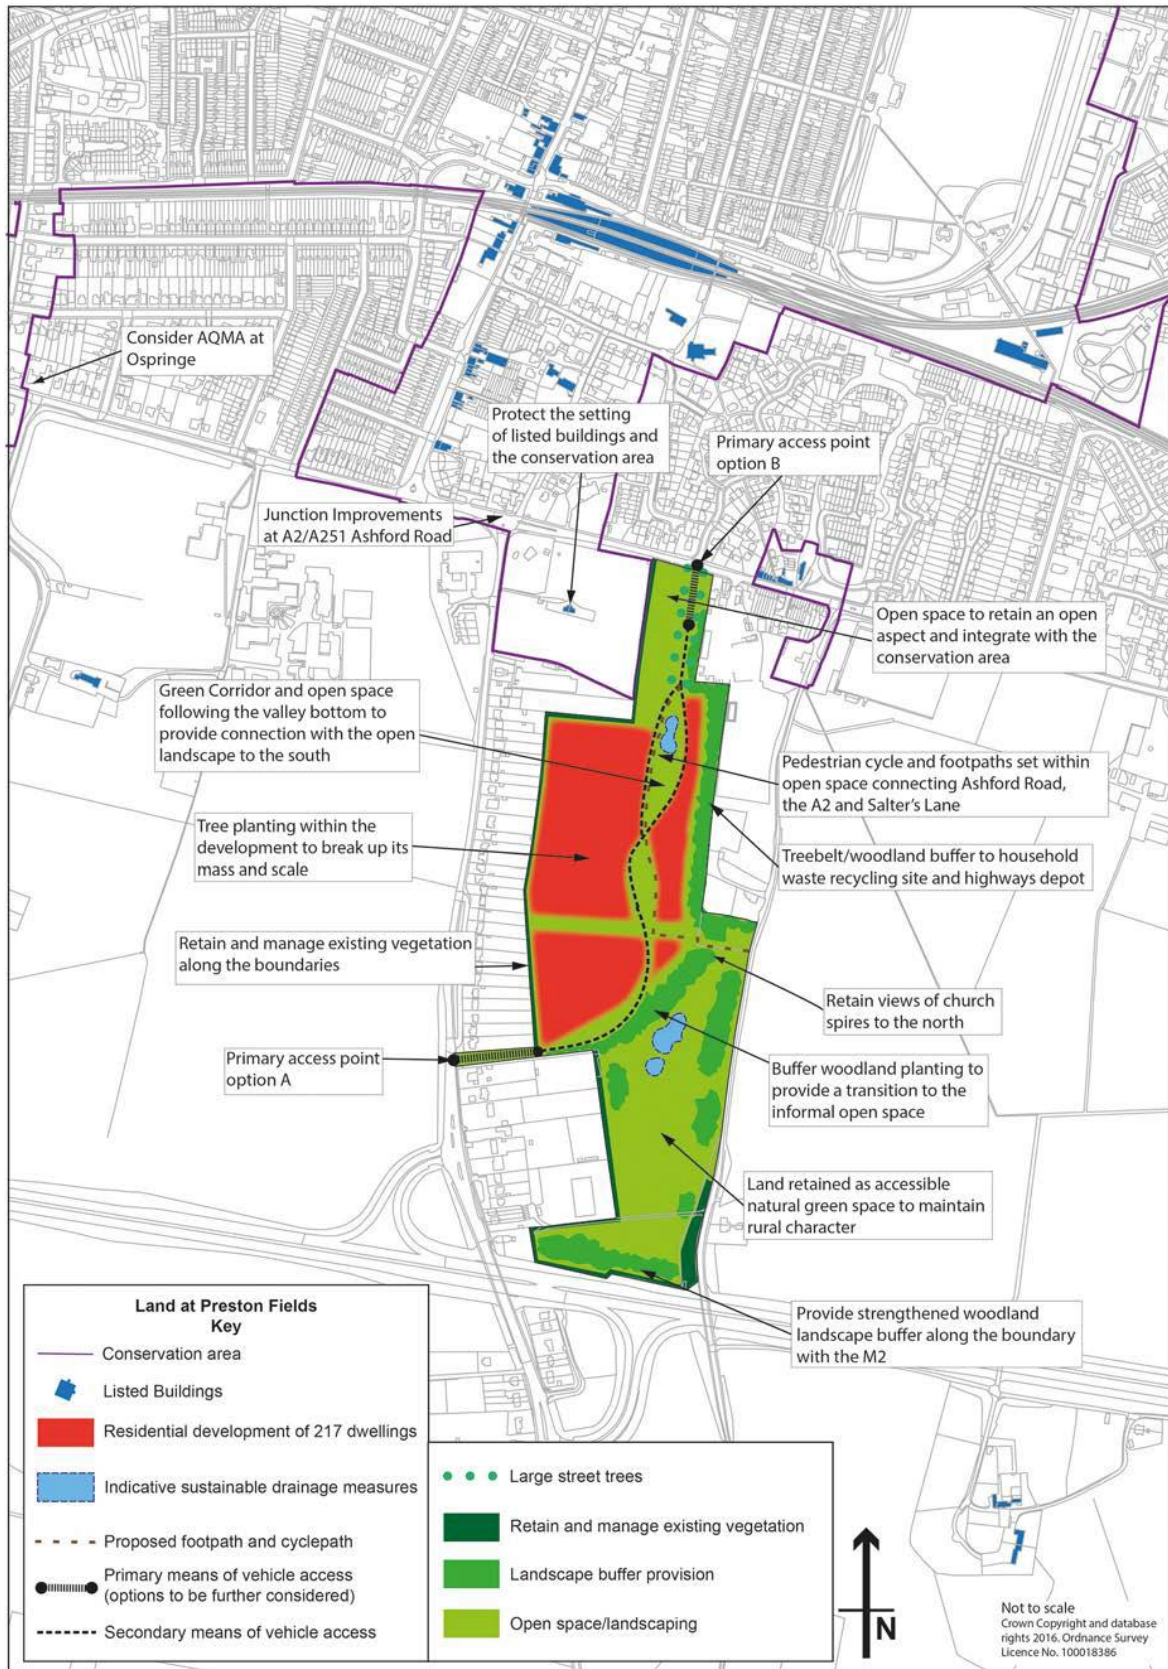 Consider AQMA at
Ospringe
Protect the setting
of listed buildings and
the conservation area
Primary access point
option B
Junction Improvements
at A2/A251 Ashford Road
Open space to retain an open
aspect and integrate with the
conservation area
Green Corridor and open space
following the valley bottom to
provide connection with the open
landscape to the south
Pedestrian cycle and footpaths set within
open space connecting Ashford Road,
the A2 and Salter's Lane
Tree planting within the
development to break up its
mass and scale
Treebelt/woodland buffer to household
waste recycling site and highways depot
Retain and manage existing vegetation
along the boundaries
Retain views of church
spires to the north
Primary access point
option A
Buffer woodland planting to
provide a transition to the
informal open space
Land retained as accessible
natural green space to maintain
rural character
Provide strengthened woodland
landscape buffer along the boundary
with the M2
Land at Preston Fields
Key
Conservation area
Listed Buildings
Residential development of 217 dwellings
Indicative sustainable drainage measures
Proposed footpath and cyclepath
Primary means of vehicle access
(options to be further considered)
Secondary means of vehicle access
Large street trees
Retain and manage existing vegetation
Landscape buffer provision
Open space/landscaping
N
Not to scale
Crown Copyright and database
rights 2016. Ordnance Survey
Licence No. 100018386